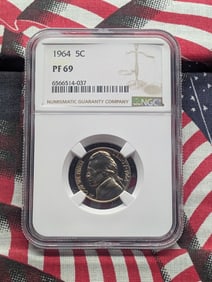 1964 5C
PF 69
6566514-037
NUMISMATIC GUARANTY COMPANY
NGC